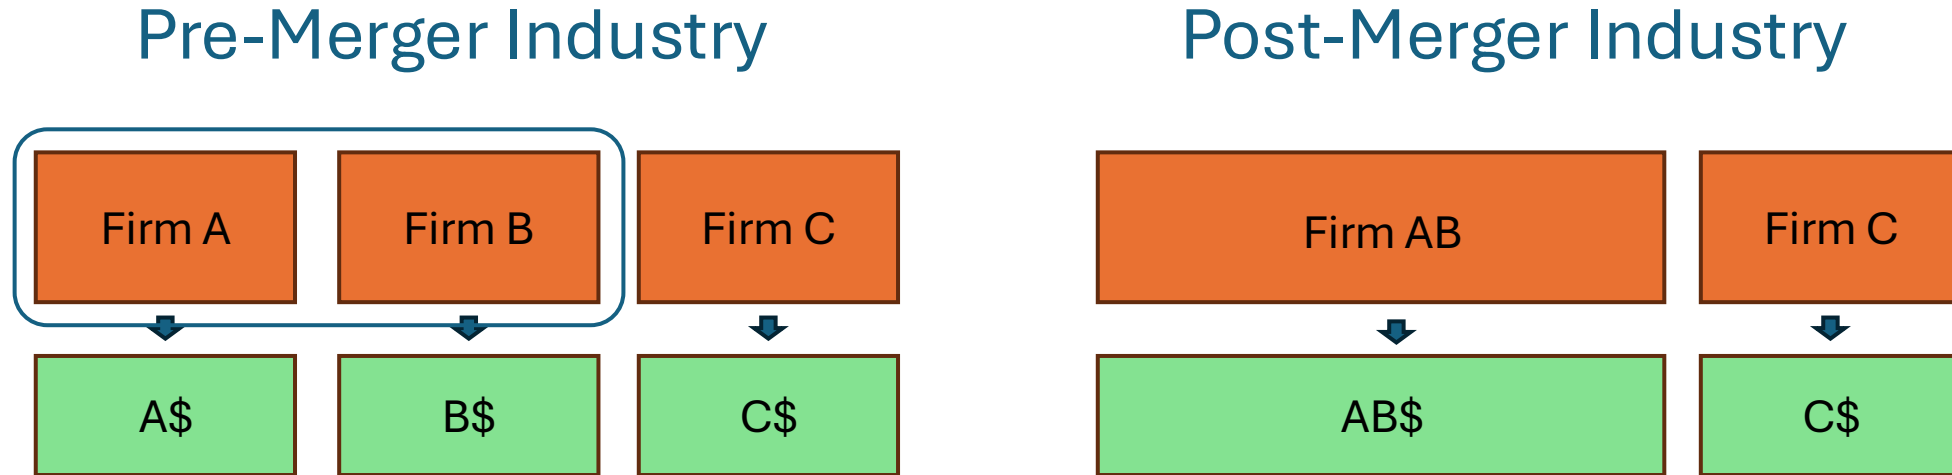 Pre-Merger Industry
Post-Merger Industry
Firm A
Firm B
Firm C
Firm AB
Firm C
A$
B$
C$
AB$
C$